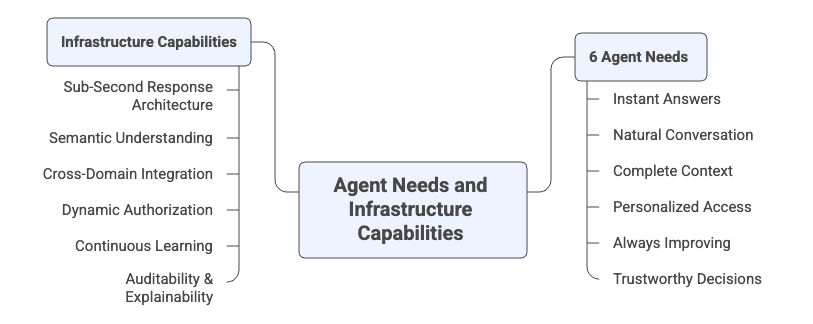 Infrastructure Capabilities
Sub-Second Response
Architecture
Semantic Understanding
Cross-Domain Integration
Dynamic Authorization
Continuous Learning
Auditability &
Explainability
Agent Needs and
Infrastructure
Capabilities
6 Agent Needs
Instant Answers
Natural Conversation
Complete Context
Personalized Access
Always Improving
Trustworthy Decisions